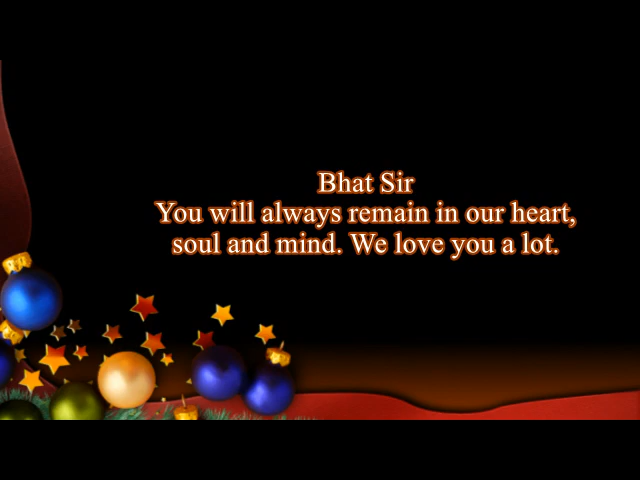 Bhat Sir
You will always remain in our heart,
soul and mind. We love you a lot.